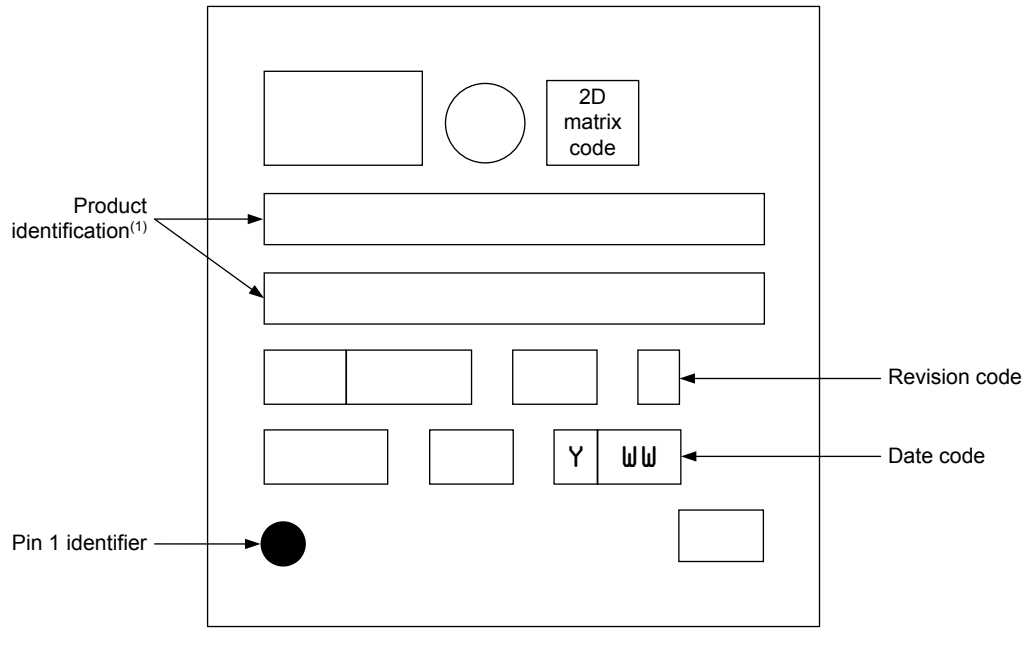 2D
matrix
code
Product
identification(1)
Revision code
Y WW
Date code
Pin 1 identifier